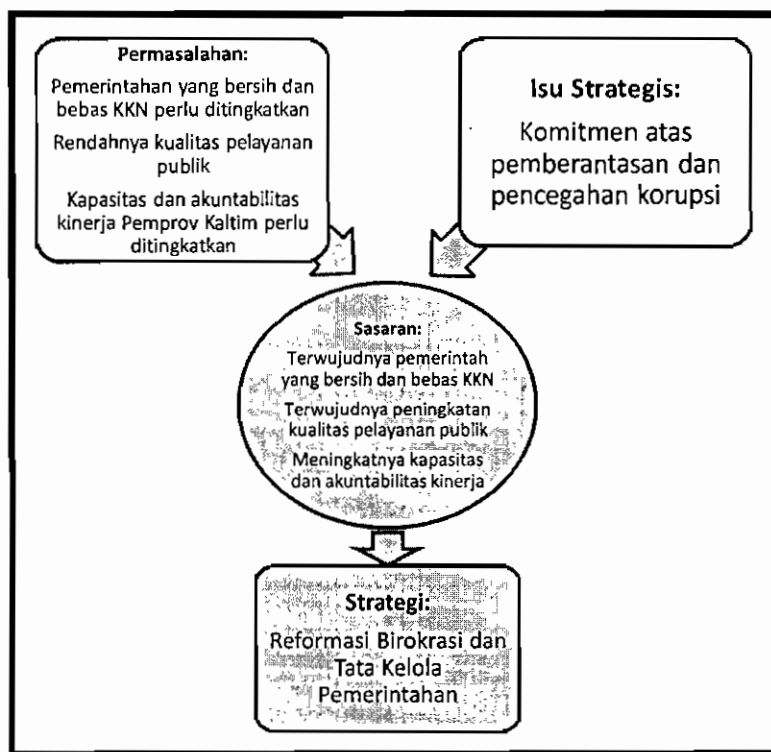 Permasalahan:
Pemerintahan yang bersih dan
bebas KKN perlu ditingkatkan
Rendahnya kualitas pelayanan
publik
Kapasitas dan akuntabilitas
kinerja Pemprov Kaltim perlu
ditingkatkan
Isu Strategis:
Komitmen atas
pemberantasan dan
pencegahan korupsi
Sasaran:
Terwujudnya pemerintah
yang bersih dan bebas KKN
Terwujudnya peningkatan
kualitas pelayanan publik
Meningkatnya kapasitas
dan akuntabilitas kinerja
Strategi:
Reformasi Birokrasi dan
Tata Kelola
Pemerintahan